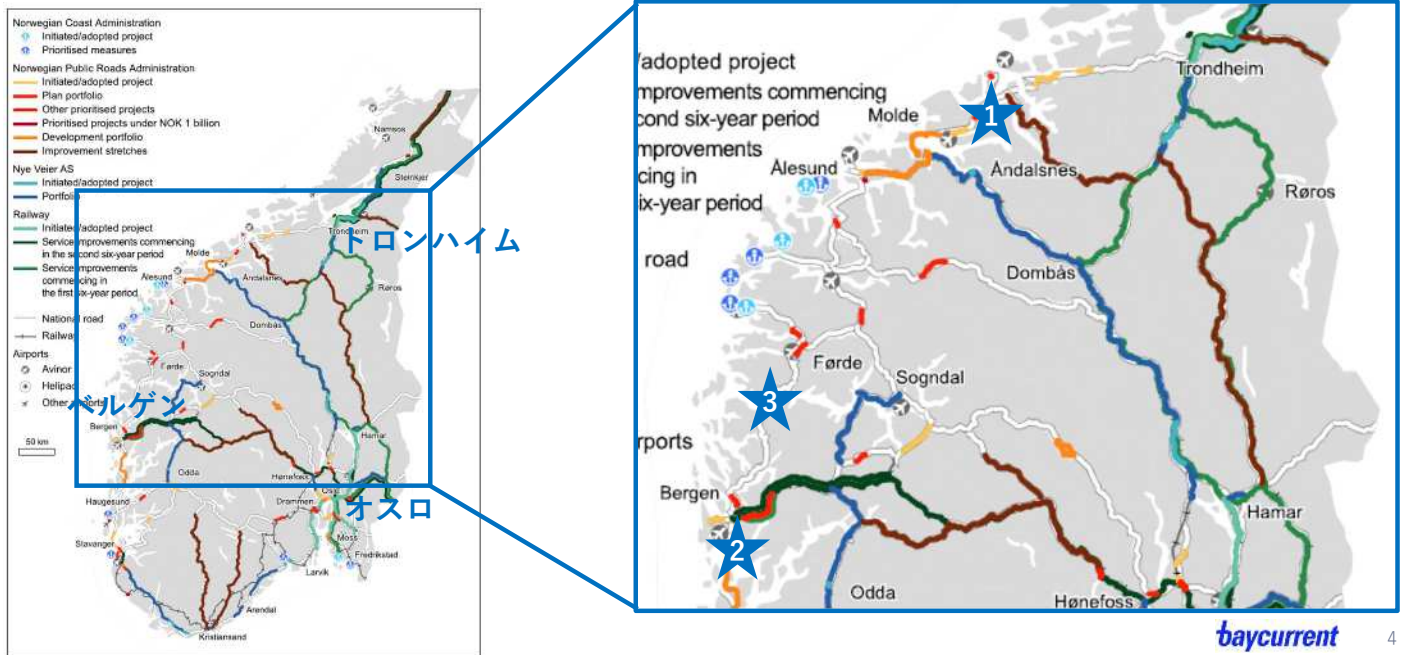 Norwegian Coast Administration
Initiated/adopted project
Prioritised measures
Norwegian Public Roads Administration
Initiated/adopted project
Plan portfolio
Other prioritised projects
Prioritised projects under NOK 1 billion
Development portfolio
Improvement stretches
Nye Veier AS
Initiated/adopted project
Portfolio
Railway
Initiated/adopted project
Service improvements commencing
in the second six-year period
Service improvements
commencing in
the first six-year period
National road
Railway
Airports
Avinor
Helipad
Other airports
50 km
Namsos
Steinkjer
Trondheim
トロンハイム
Molde
Ålesund
Åndalsnes
Røros
Dombås
Førde
Sogndal
ベルゲン
Bergen
Hamar
Odda
Hønefoss
Oslo
オスロ
Drammen
Haugesund
Moss
Stavanger
Fredrikstad
Larvik
Arendal
Kristiansand
/adopted project
mprovements commencing
cond six-year period
mprovements
cing in
ix-year period
road
rports
Trondheim
1
Molde
Ålesund
Åndalsnes
Røros
Dombås
Førde
Sogndal
3
Bergen
Hamar
2
Odda
Hønefoss
baycurrent
4